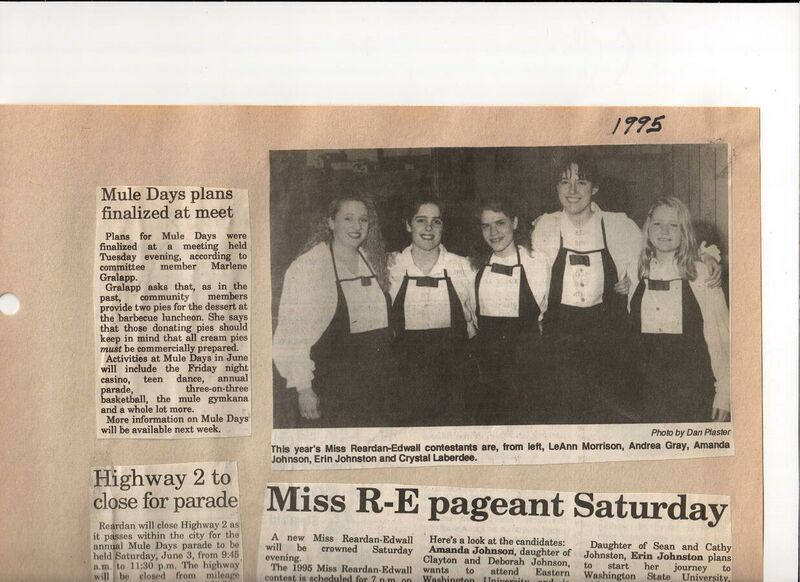 1995
Mule Days plans
finalized at meet
Plans for Mule Days were
finalized at a meeting held
Tuesday evening, according to
committee member Marlene
Gralapp.
Gralapp asks that, as in the
past, community members
provide two pies for the dessert at
the barbecue luncheon. She says
that those donating pies should
keep in mind that all cream pies
must be commercially prepared.
Activities at Mule Days in June
will include the Friday night
casino, teen dance, annual
parade, three-on-three
basketball, the mule gymkana
and a whole lot more.
More information on Mule Days
will be available next week.
Photo by Dan Plaster
This year's Miss Reardan-Edwall contestants are, from left, LeAnn Morrison, Andrea Gray, Amanda
Johnson, Erin Johnston and Crystal Laberdee.
Highway 2 to
close for parade
Reardan will close Highway 2 as
it passes within the city for the
annual Mule Days parade to be
held Saturday, June 3, from 9:45
a.m. to 11:30 p.m. The highway
will be closed from mileage
Miss R-E pageant Saturday
A new Miss Reardan-Edwall
will be crowned Saturday
evening.
The 1995 Miss Reardan-Edwall
contest is scheduled for 7 p.m. on
Here's a look at the candidates:
Amanda Johnson, daughter of
Clayton and Deborah Johnson,
wants to attend Eastern
Washington University and is
Daughter of Sean and Cathy
Johnston, Erin Johnston plans
to start her journey to
Washington State University,